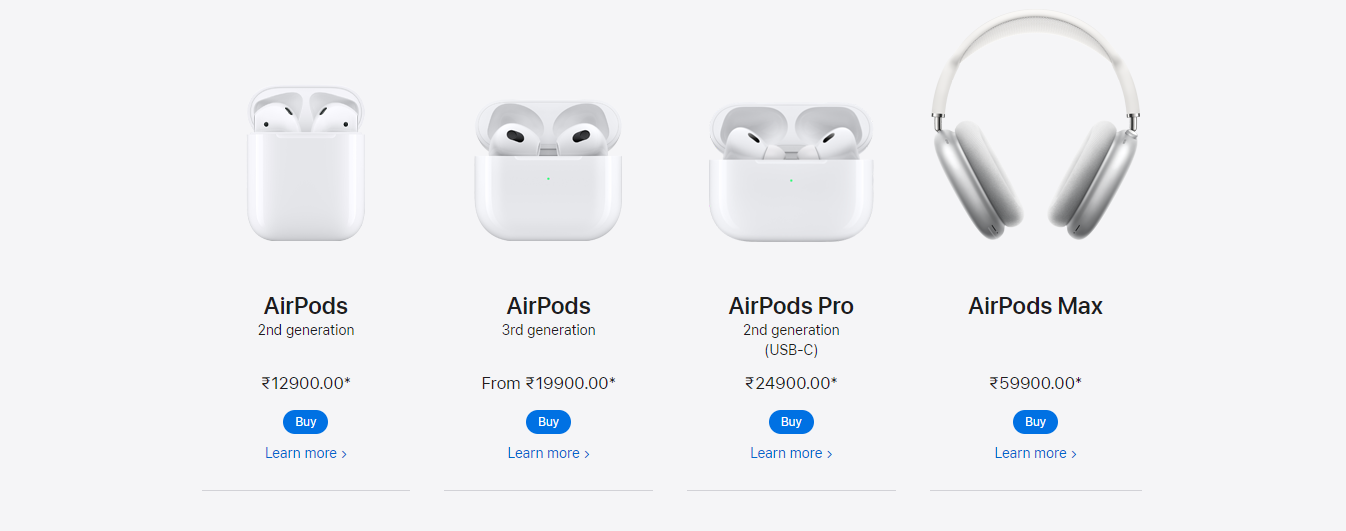 AirPods
2nd generation
₹12900.00*
Buy
Learn more >
AirPods
3rd generation
From ₹19900.00*
Buy
Learn more >
AirPods Pro
2nd generation
(USB-C)
₹24900.00*
Buy
Learn more >
AirPods Max
₹59900.00*
Buy
Learn more >